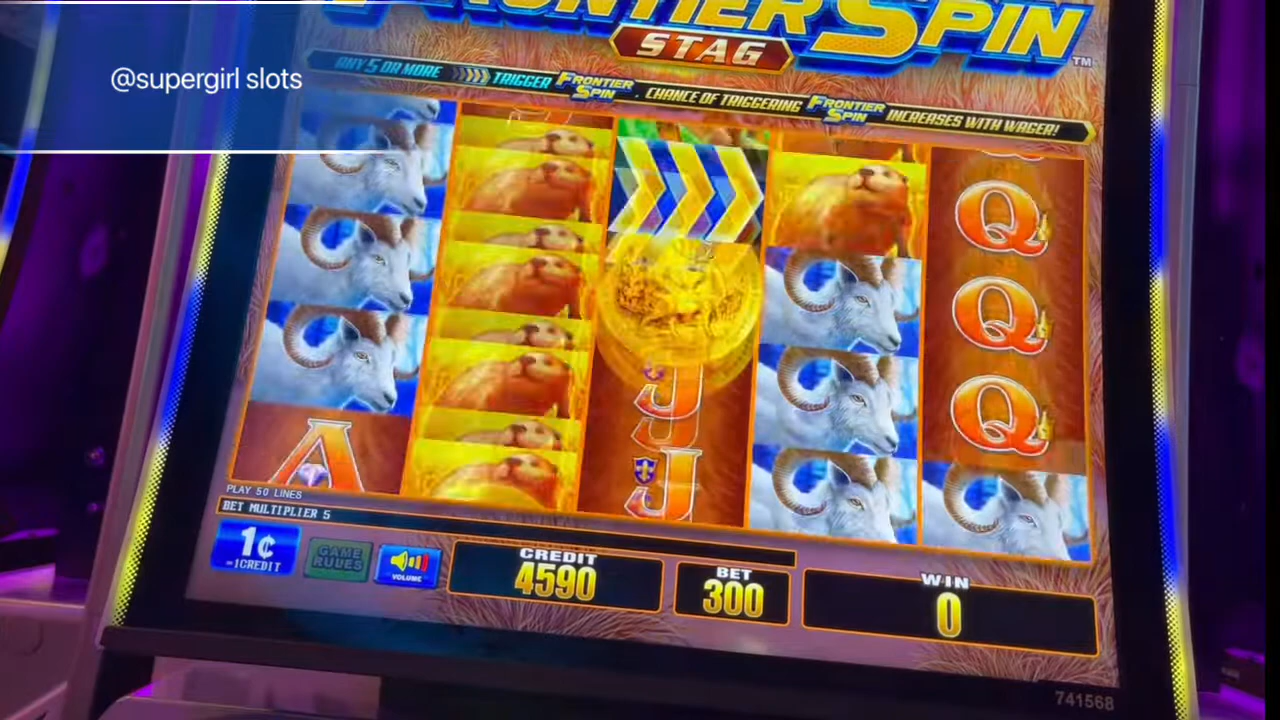 FRONTIER SPIN
STAG
TM
@supergirl slots
ANY 5 OR MORE TRIGGER FRONTIER SPIN . CHANCE OF TRIGGERING FRONTIER SPIN INCREASES WITH WAGER!
Q
Q
J
Q
A
J
PLAY 50 LINES
BET MULTIPLIER 5
1¢
=1CREDIT
GAME RULES
VOLUME
CREDIT
4590
BET
300
WIN
0
741568